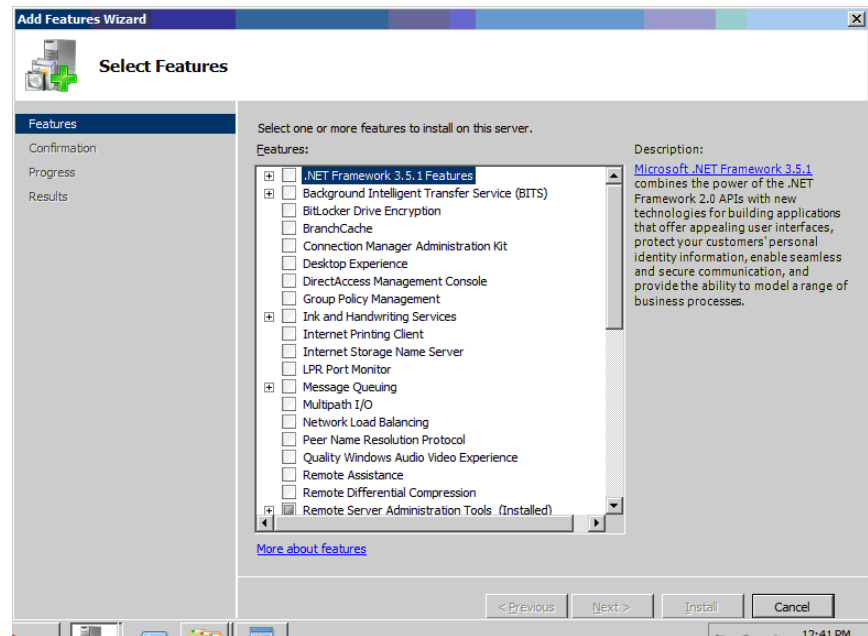 Add Features Wizard
Select Features
Features
Confirmation
Progress
Results
Select one or more features to install on this server.
Features:
.NET Framework 3.5.1 Features
Background Intelligent Transfer Service (BITS)
BitLocker Drive Encryption
BranchCache
Connection Manager Administration Kit
Desktop Experience
DirectAccess Management Console
Group Policy Management
Ink and Handwriting Services
Internet Printing Client
Internet Storage Name Server
LPR Port Monitor
Message Queuing
Multipath I/O
Network Load Balancing
Peer Name Resolution Protocol
Quality Windows Audio Video Experience
Remote Assistance
Remote Differential Compression
Remote Server Administration Tools (Installed)
More about features
Description:
Microsoft .NET Framework 3.5.1
combines the power of the .NET
Framework 2.0 APIs with new
technologies for building applications
that offer appealing user interfaces,
protect your customers' personal
identity information, enable seamless
and secure communication, and
provide the ability to model a range of
business processes.
< Previous
Next >
Install
Cancel
12:41 PM